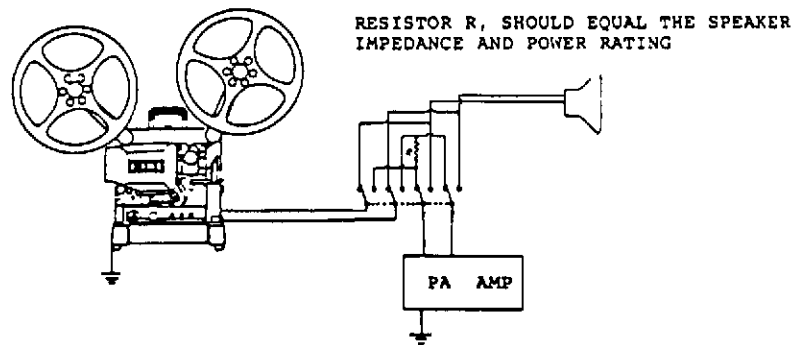 RESISTOR R, SHOULD EQUAL THE SPEAKER
IMPEDANCE AND POWER RATING
PA AMP